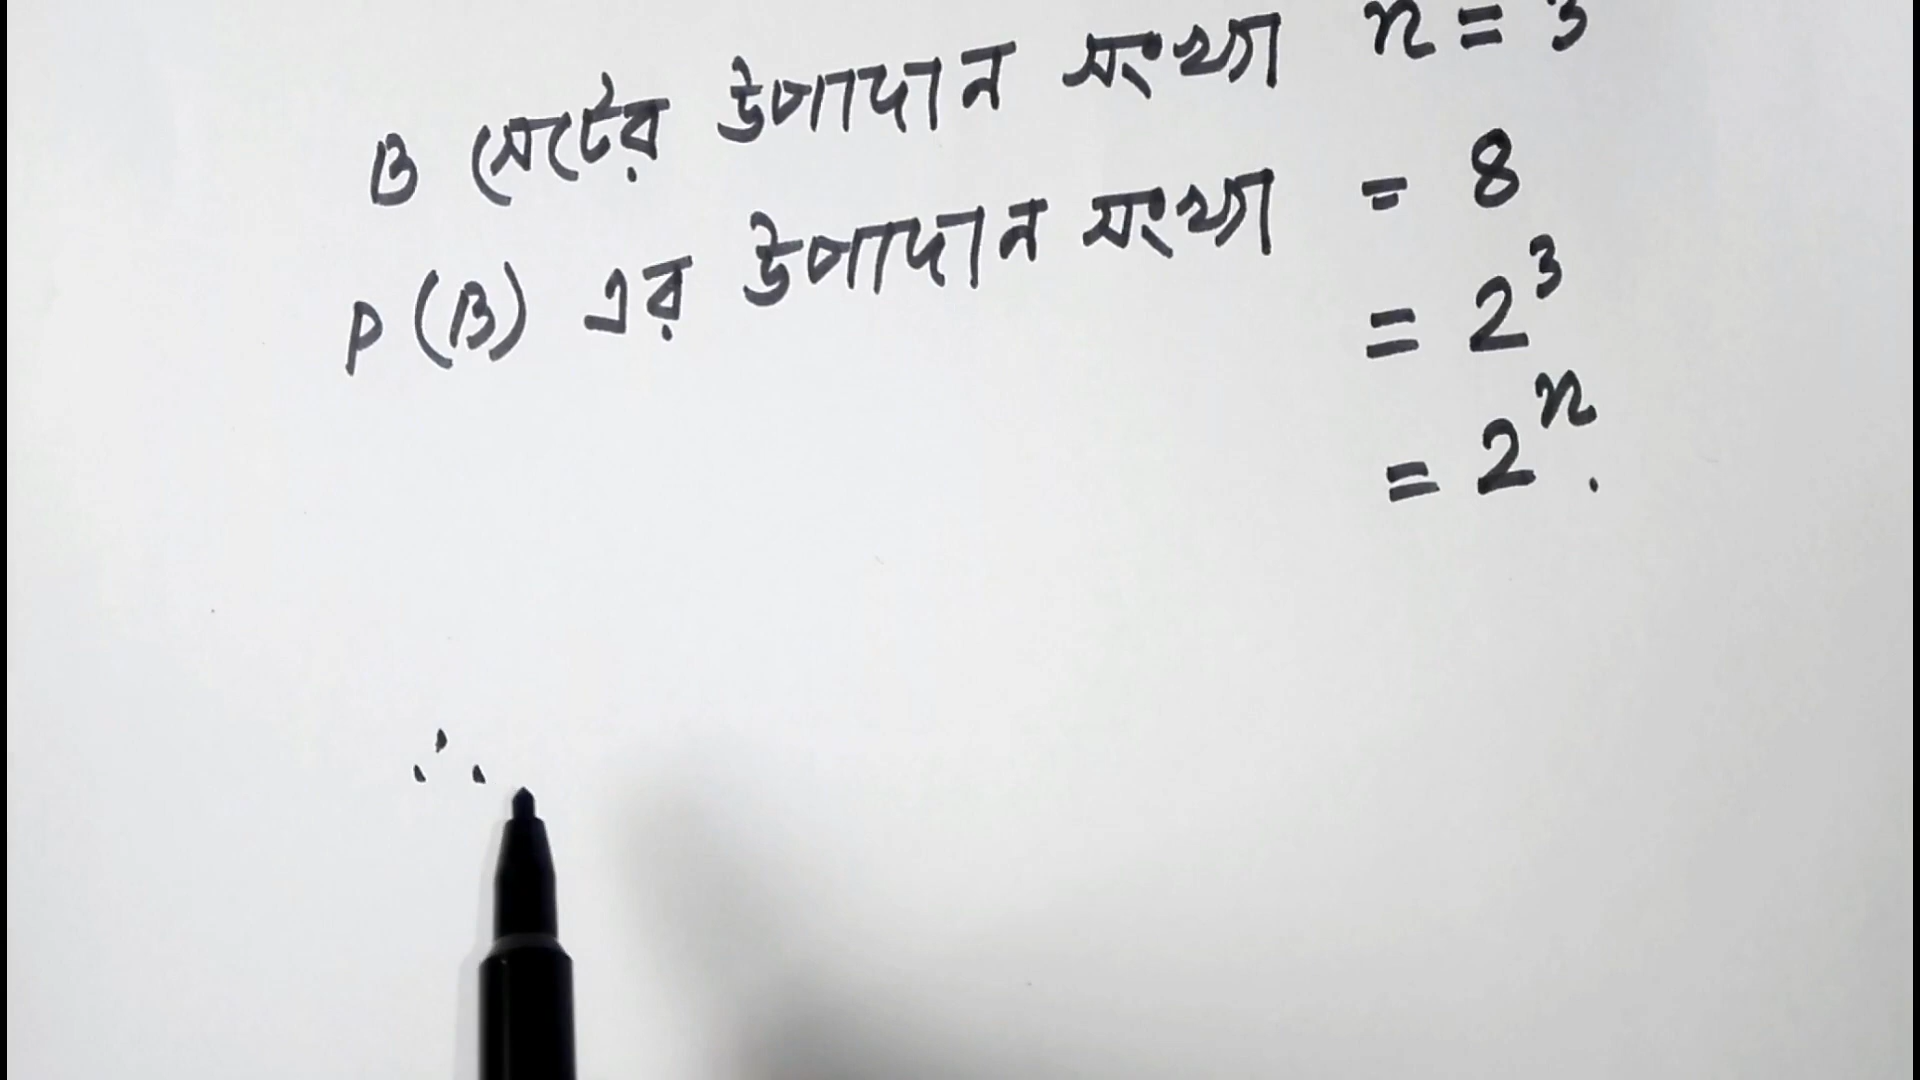 B সেটের উপাদান সংখ্যা n = 3
P (B) এর উপাদান সংখ্যা = 8
= 2³
= 2ⁿ.
∴